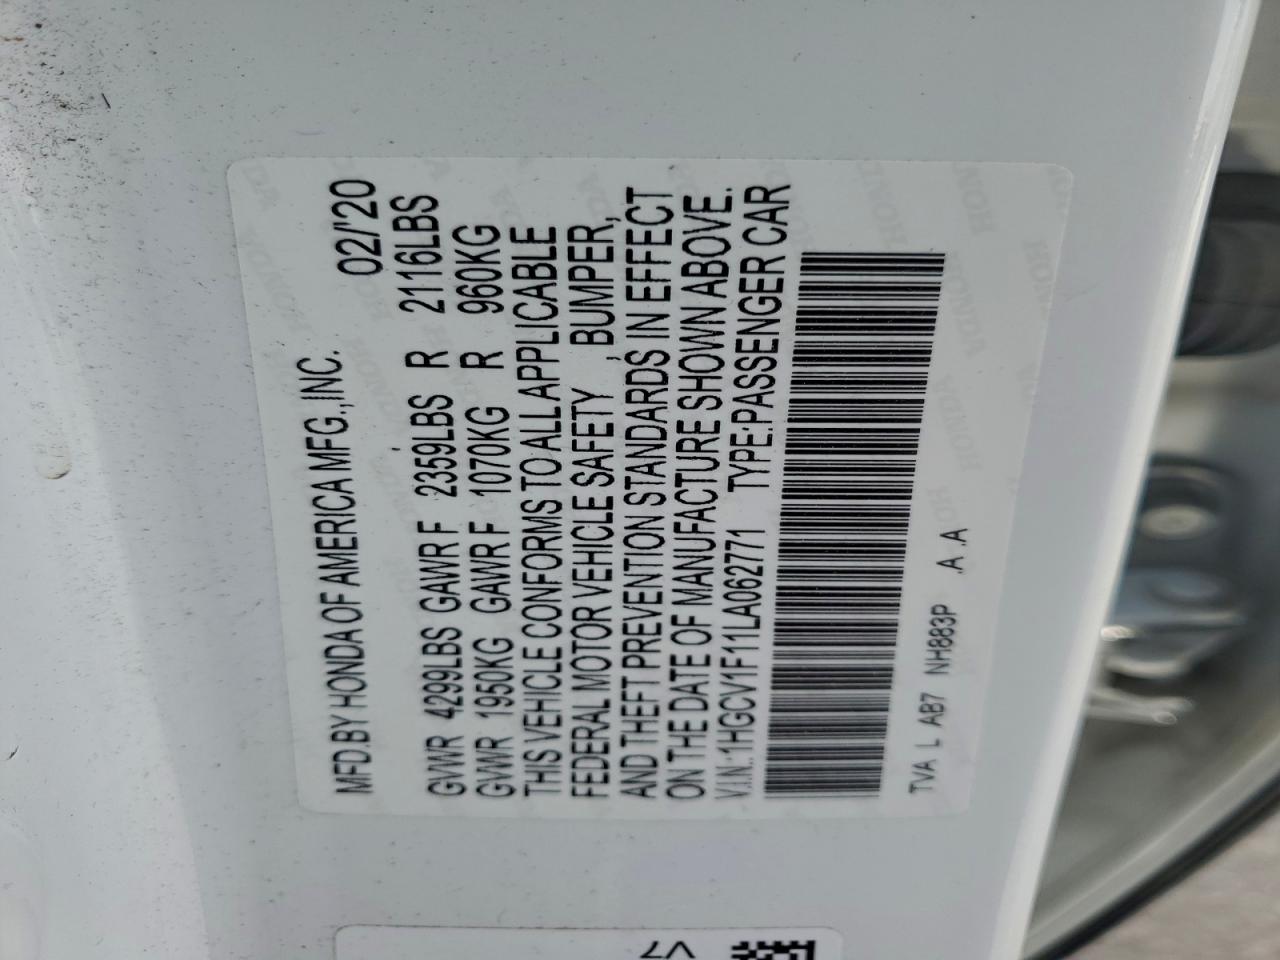 MFD.BY HONDA OF AMERICA MFG.,INC. 02/'20
GVWR 4299LBS GAWR F 2359LBS R 2116LBS
GVWR 1950KG GAWR F 1070KG R 960KG
THIS VEHICLE CONFORMS TO ALL APPLICABLE
FEDERAL MOTOR VEHICLE SAFETY , BUMPER,
AND THEFT PREVENTION STANDARDS IN EFFECT
ON THE DATE OF MANUFACTURE SHOWN ABOVE.
V.I.N.:1HGCV1F11LA062771 TYPE:PASSENGER CAR
TVA L AB7 NH883P .A .A
V7